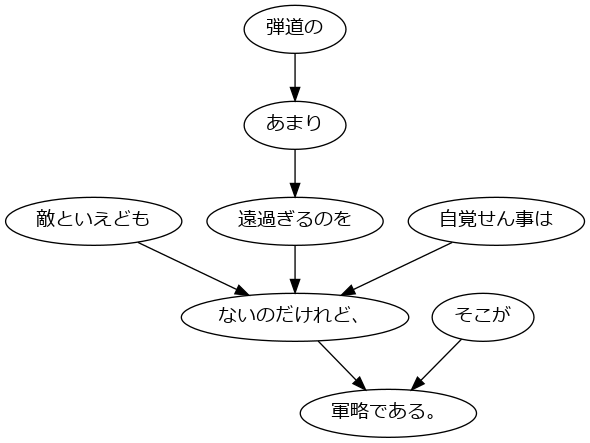 弾道の
あまり
敵といえども
遠過ぎるのを
自覚せん事は
ないのだけれど、
そこが
軍略である。